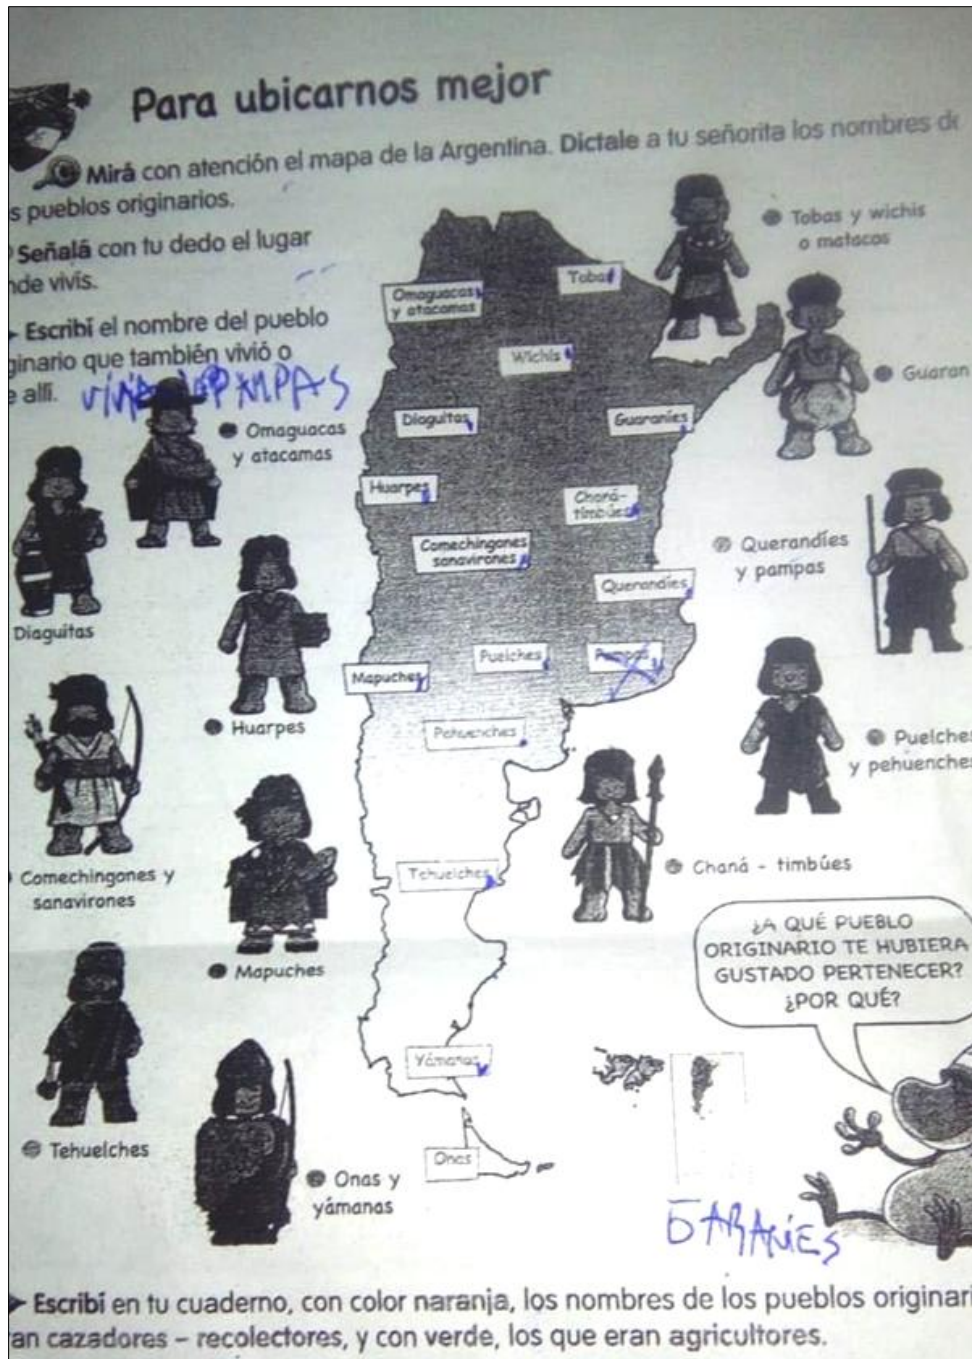 Para ubicarnos mejor
Mirá con atención el mapa de la Argentina. Dictale a tu señorita los nombres de
s pueblos originarios.
Señalá con tu dedo el lugar
nde vivís.
Escribí el nombre del pueblo
ginario que también vivió o
e allí.
PAMPAS
Tobas y wichis
o matacos
Omaguacas
y atacamas
Tobas
Wichis
Guaran
Omaguacas
y atacamas
Diaguitas
Guaraníes
Huarpes
Chaná-
timbúes
Comechingones
sanavirones
Querandíes
y pampas
Querandíes
Diaguitas
Puelches
Pampas
Mapuches
Huarpes
Pehuenches
Puelches
y pehuenches
Tehuelches
Chaná - timbúes
Comechingones y
sanavirones
Mapuches
¿A QUÉ PUEBLO
ORIGINARIO TE HUBIERA
GUSTADO PERTENECER?
¿POR QUÉ?
Yámanas
Tehuelches
Onas
Onas y
yámanas
Escribí en tu cuaderno, con color naranja, los nombres de los pueblos originari
an cazadores – recolectores, y con verde, los que eran agricultores.